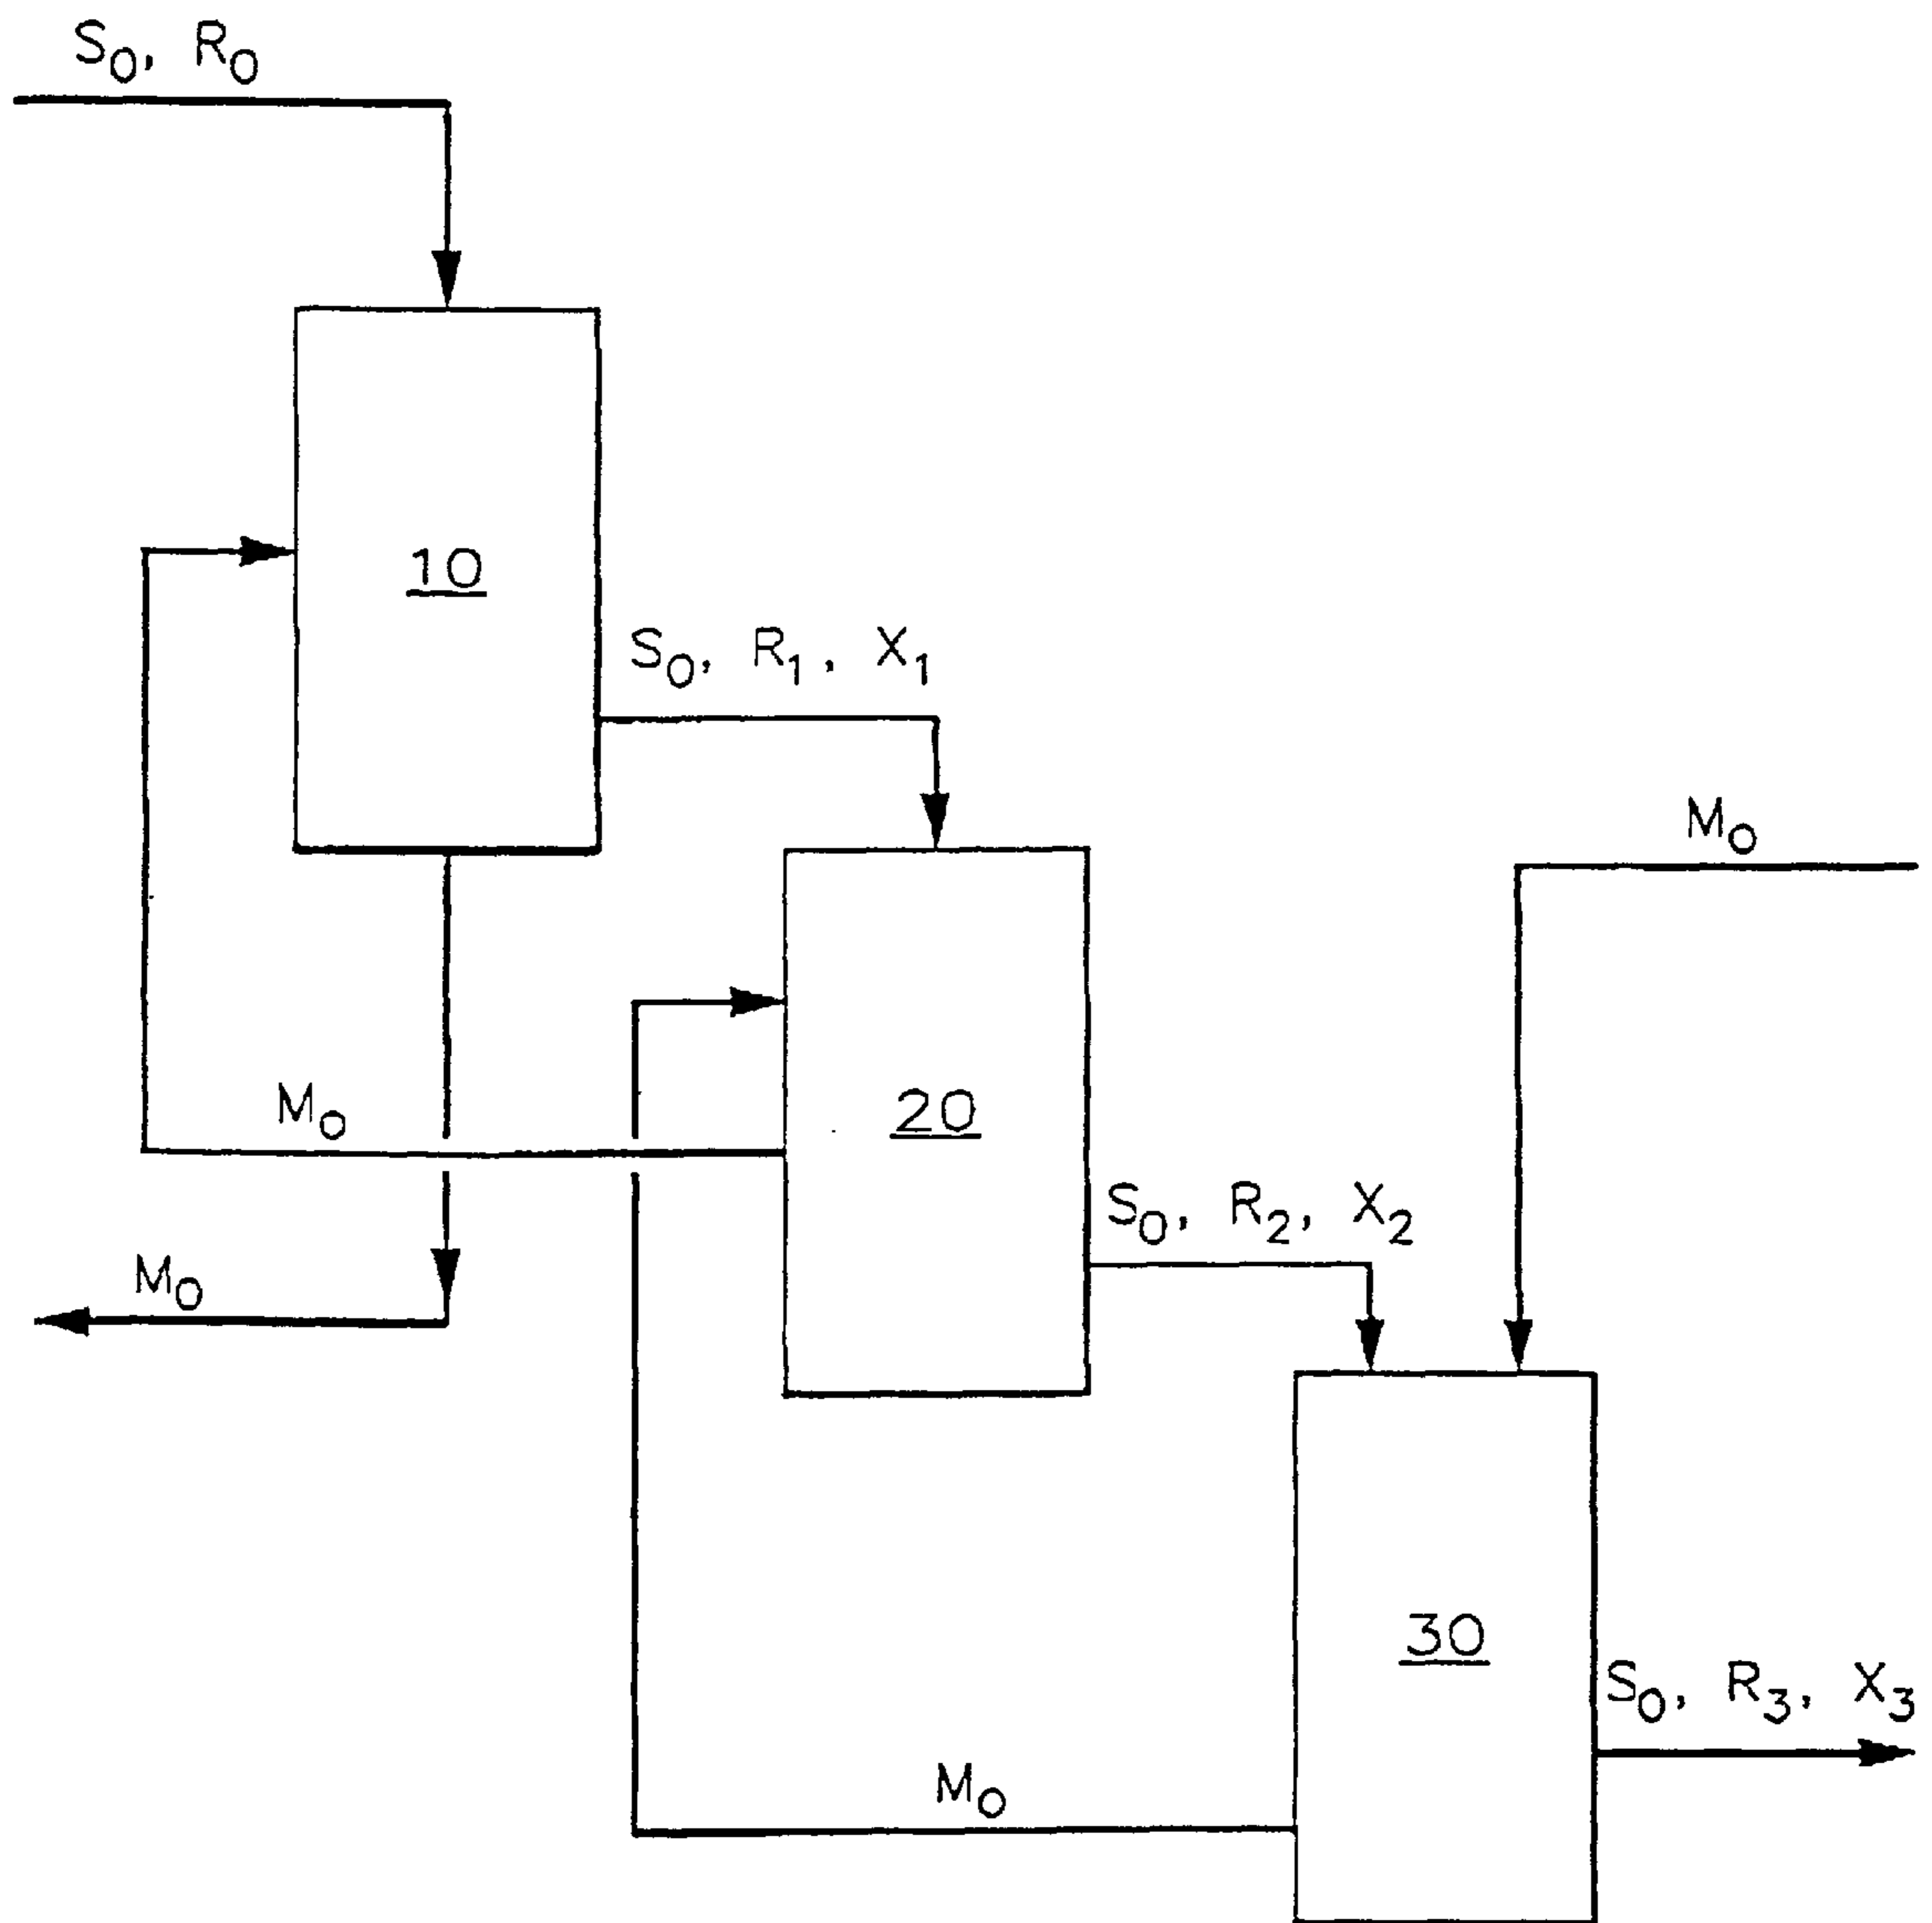 S₀, R₀
10
S₀, R₁, X₁
M₀
M₀
20
S₀, R₂, X₂
M₀
30
S₀, R₃, X₃
M₀